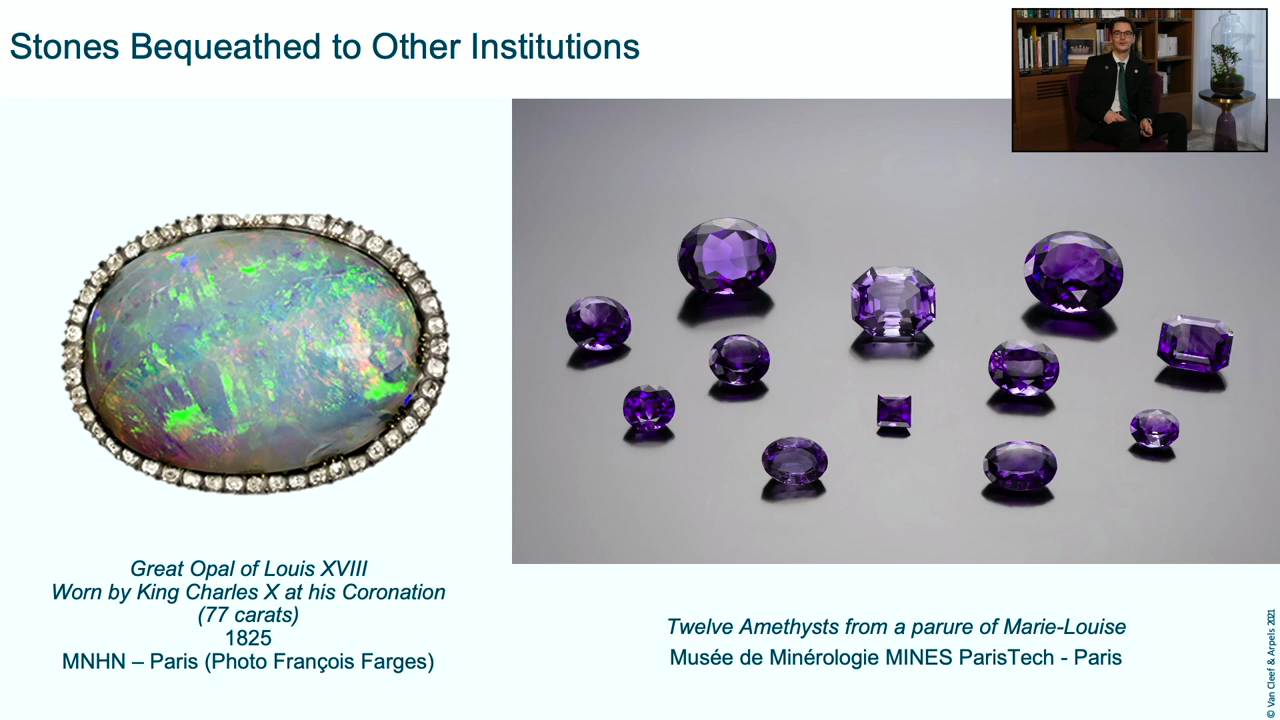 Stones Bequeathed to Other Institutions
Great Opal of Louis XVIII
Worn by King Charles X at his Coronation
(77 carats)
1825
MNHN – Paris (Photo François Farges)
Twelve Amethysts from a parure of Marie-Louise
Musée de Minérologie MINES ParisTech - Paris
© Van Cleef & Arpels 2021